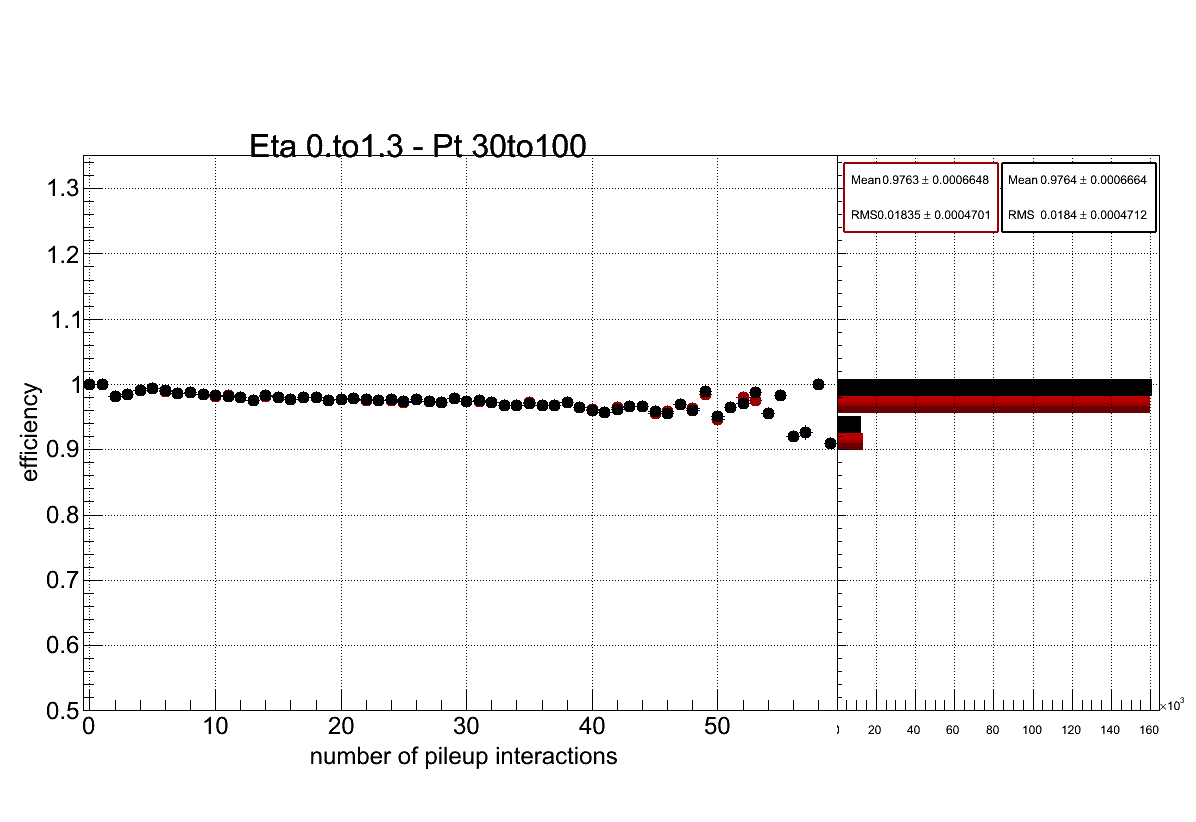 Eta 0.to1.3 - Pt 30to100
Mean 0.9763 ± 0.0006648
RMS 0.01835 ± 0.0004701
Mean 0.9764 ± 0.0006664
RMS 0.0184 ± 0.0004712
1.3
1.2
1.1
1
0.9
0.8
0.7
0.6
0.5
efficiency
0 10 20 30 40 50
number of pileup interactions
20 40 60 80 100 120 140 160
×10³